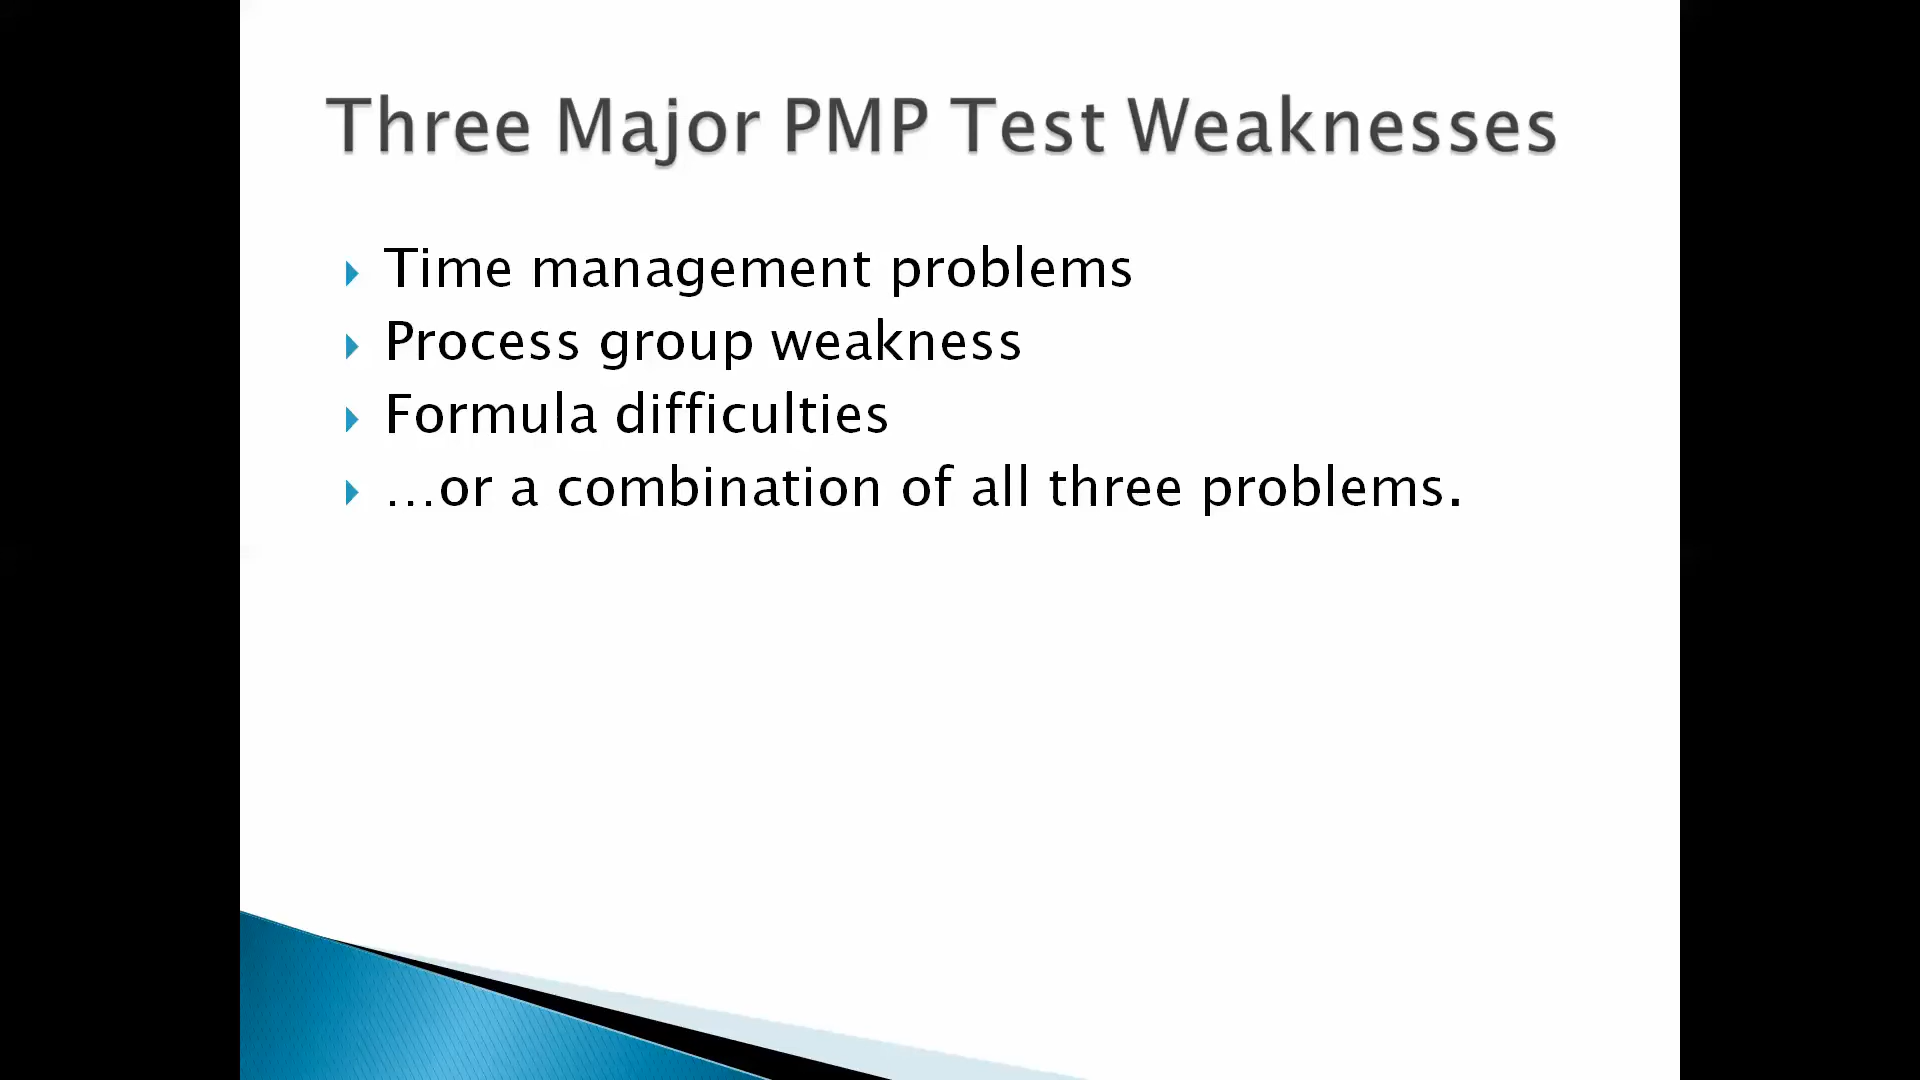 Three Major PMP Test Weaknesses
Time management problems
Process group weakness
Formula difficulties
…or a combination of all three problems.